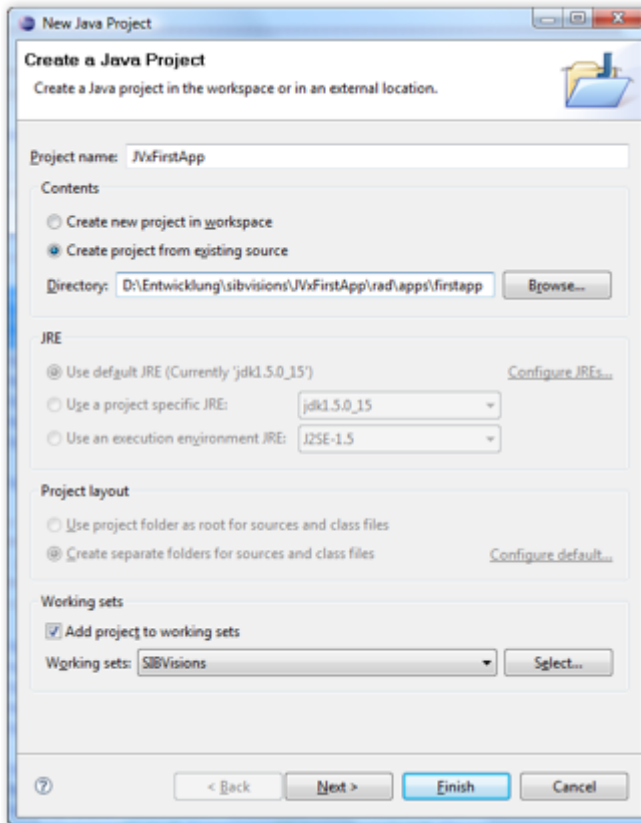 New Java Project
Create a Java Project
Create a Java project in the workspace or in an external location.
Project name: JVxFirstApp
Contents
Create new project in workspace
Create project from existing source
Directory: D:\Entwicklung\sibvisions\JVxFirstApp\rad\apps\firstapp Browse...
JRE
Use default JRE (Currently 'jdk1.5.0_15') Configure JREs...
Use a project specific JRE: jdk1.5.0_15
Use an execution environment JRE: J2SE-1.5
Project layout
Use project folder as root for sources and class files
Create separate folders for sources and class files Configure default...
Working sets
Add project to working sets
Working sets: SIBVisions Select...
? < Back Next > Finish Cancel